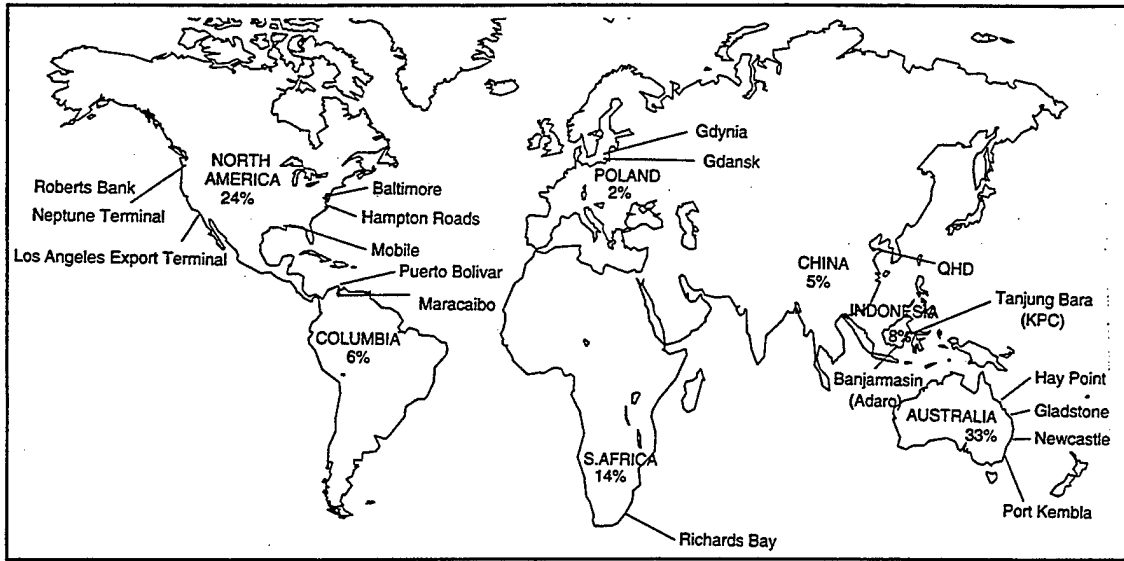 NORTH
AMERICA
24%
Roberts Bank
Neptune Terminal
Los Angeles Export Terminal
Baltimore
Hampton Roads
Mobile
Puerto Bolivar
Maracaibo
COLUMBIA
6%
Gdynia
Gdansk
POLAND
2%
S.AFRICA
14%
Richards Bay
CHINA
5%
QHD
INDONESIA
8%
Tanjung Bara
(KPC)
Banjarmasin
(Adaro)
AUSTRALIA
33%
Hay Point
Gladstone
Newcastle
Port Kembla